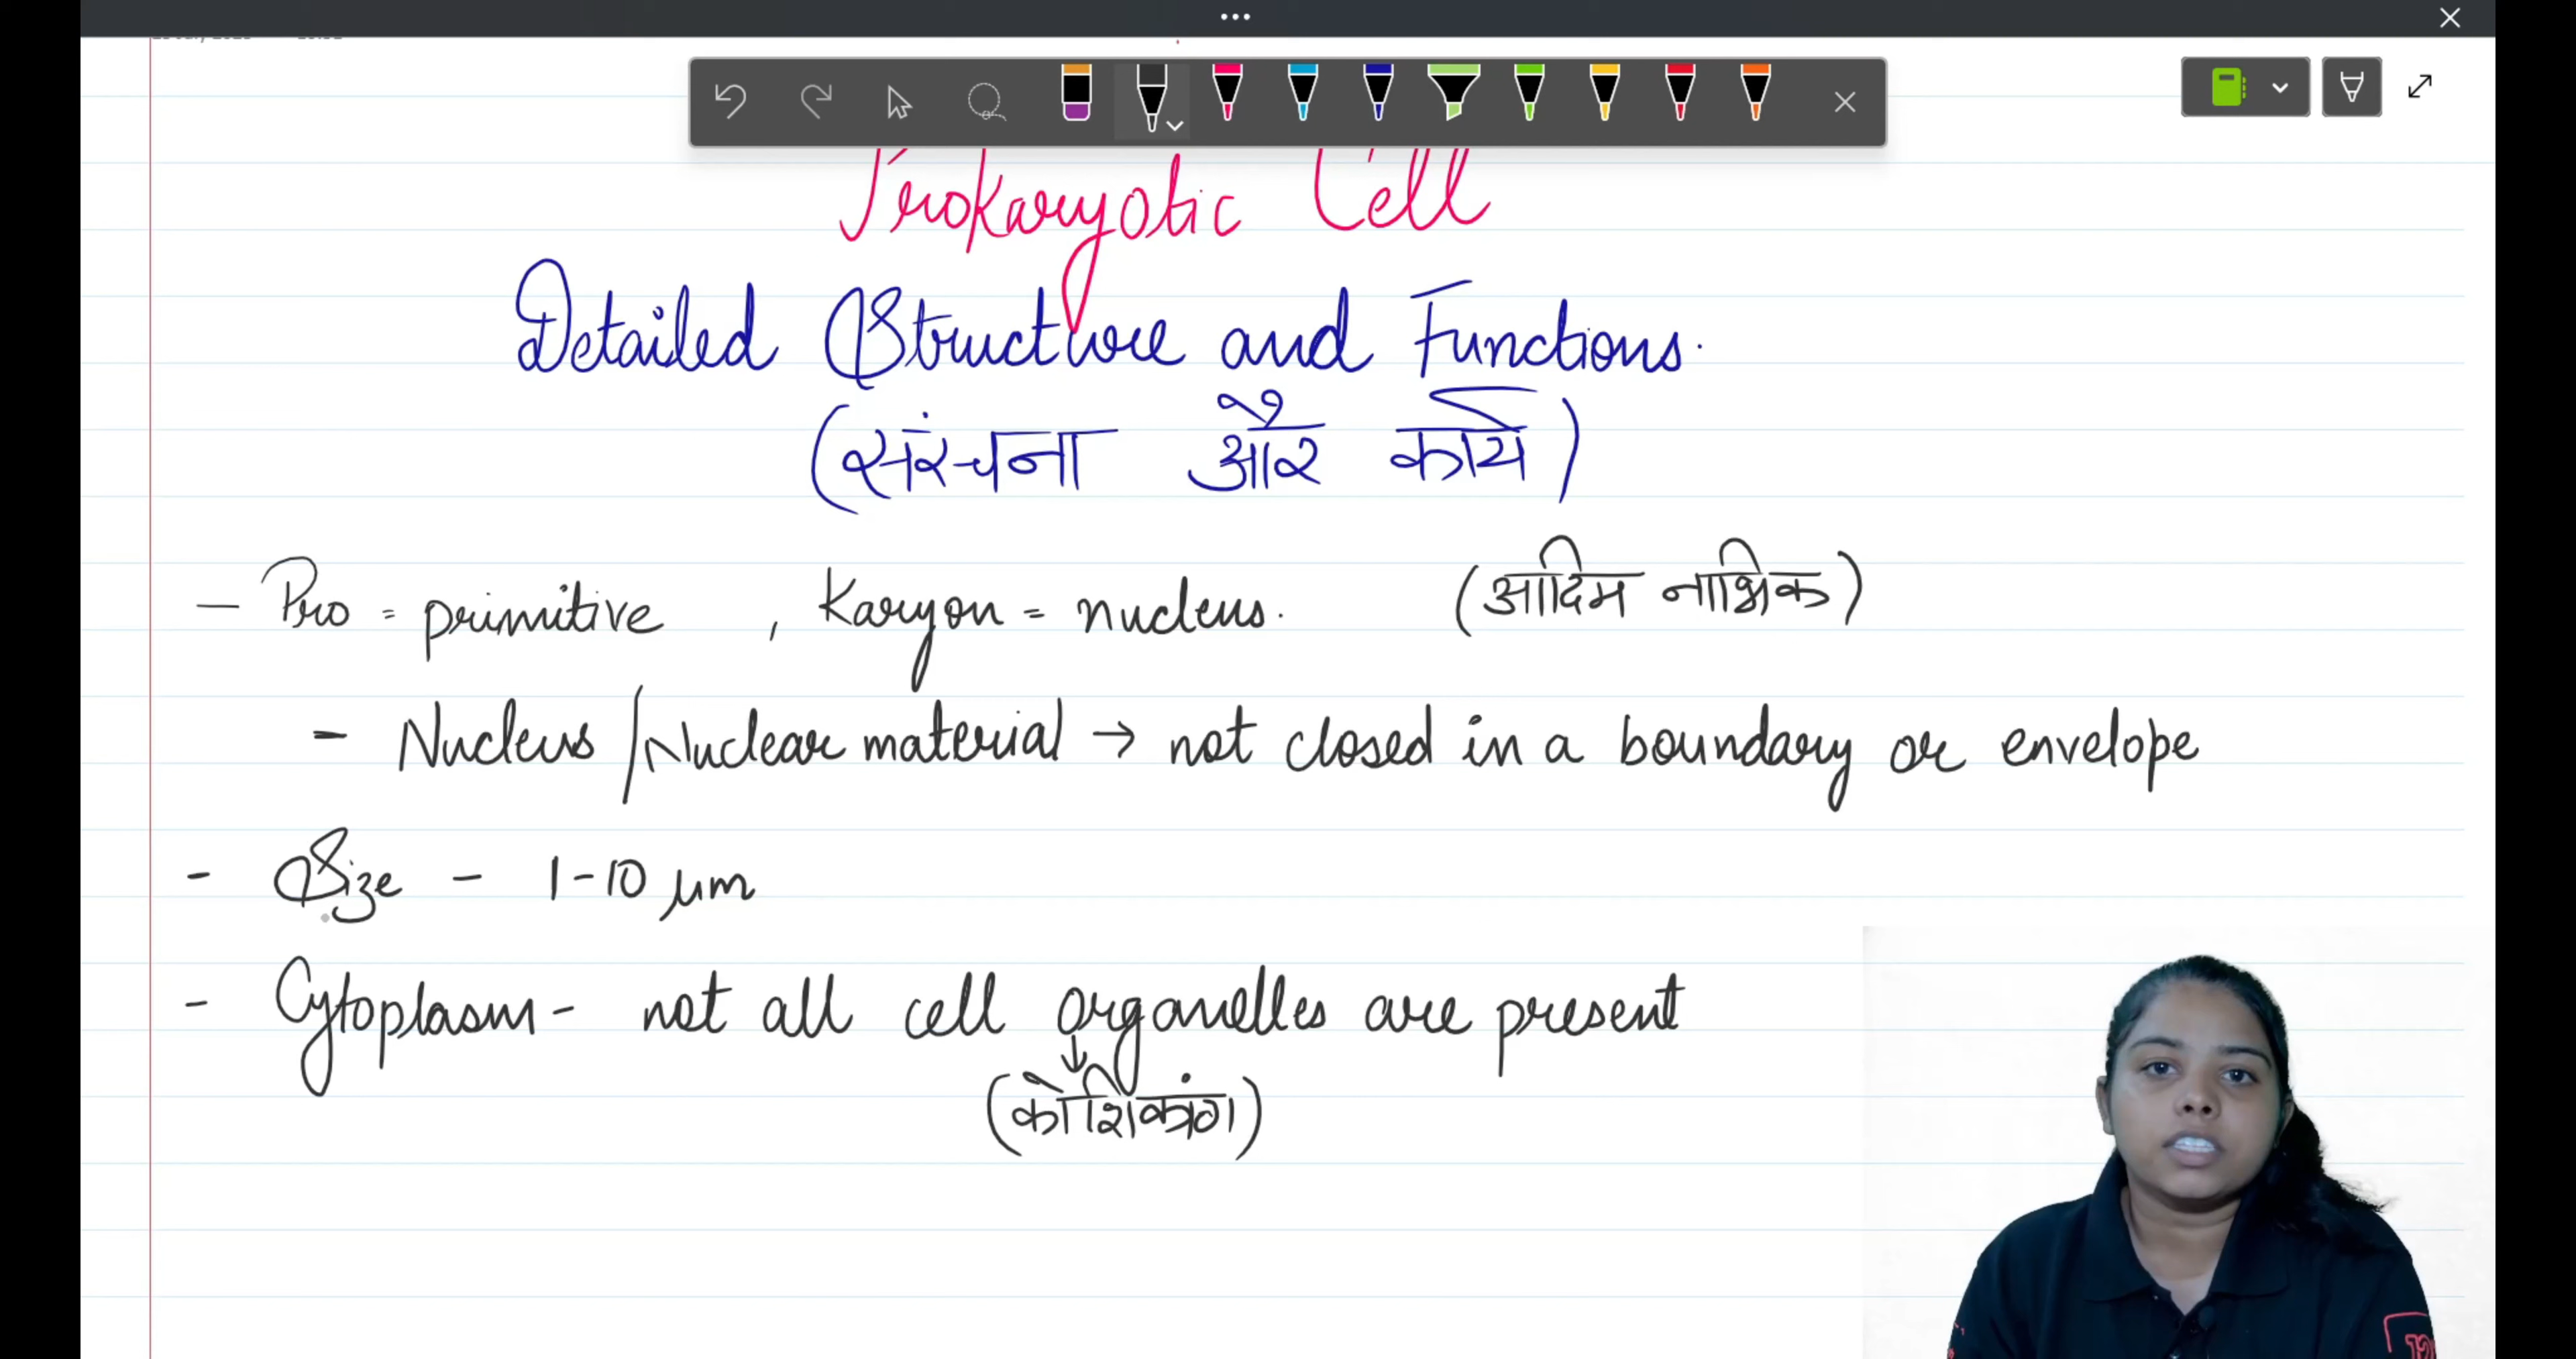 Prokaryotic Cell
Detailed Structure and Functions.
(संरचना और कार्य)
– Pro = primitive , Karyon = nucleus. (आदिम नाभिक)
- Nucleus/Nuclear material → not closed in a boundary or envelope
- Size - 1-10 μm
- Cytoplasm - not all cell organelles are present
↓
(कोशिकांग)